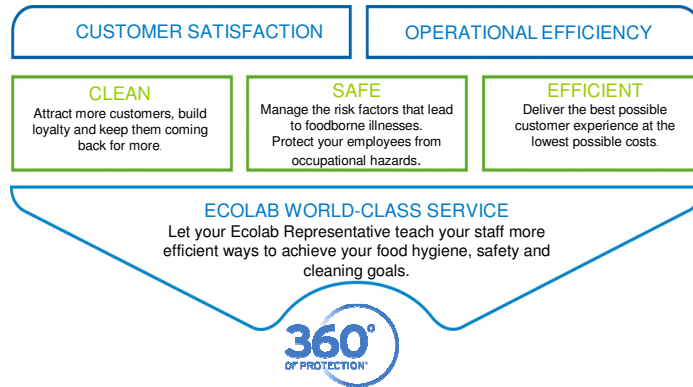 CUSTOMER SATISFACTION
OPERATIONAL EFFICIENCY
CLEAN
Attract more customers, build
loyalty and keep them coming
back for more.
SAFE
Manage the risk factors that lead
to foodborne illnesses.
Protect your employees from
occupational hazards.
EFFICIENT
Deliver the best possible
customer experience at the
lowest possible costs.
ECOLAB WORLD-CLASS SERVICE
Let your Ecolab Representative teach your staff more
efficient ways to achieve your food hygiene, safety and
cleaning goals.
360°
OF PROTECTION™